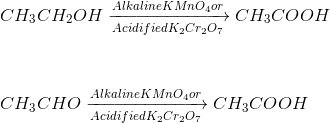 CH₃CH₂OH —Alkaline KMnO₄ or / Acidified K₂Cr₂O₇→ CH₃COOH
CH₃CHO —Alkaline KMnO₄ or / Acidified K₂Cr₂O₇→ CH₃COOH